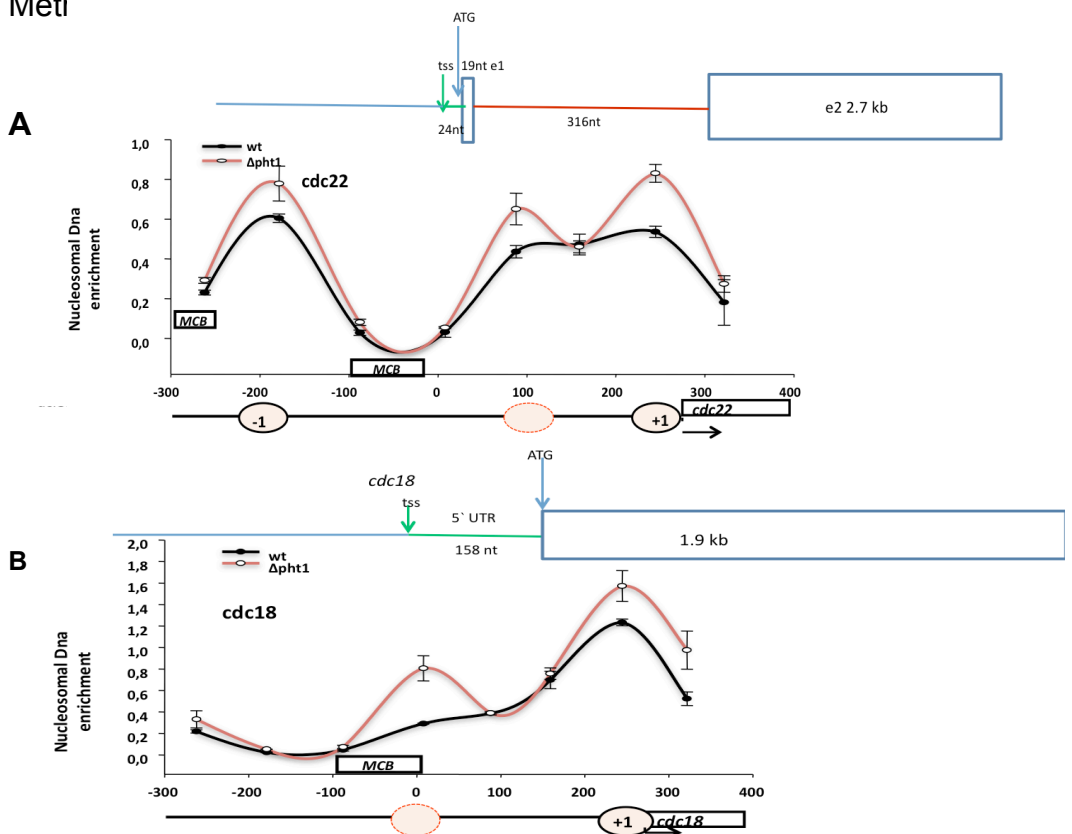 Meti
ATG
tss 19nt e1
e2 2.7 kb
24nt
316nt
A
1,0
0,8
0,6
0,4
0,2
0,0
Nucleosomal Dna
enrichment
wt
Δpht1
cdc22
MCB
MCB
-300 -200 -100 0 100 200 300 400
-1
+1
cdc22
ATG
cdc18
tss
5` UTR
158 nt
1.9 kb
B
2,0
1,8
1,6
1,4
1,2
1,0
0,8
0,6
0,4
0,2
0,0
Nucleosomal Dna
enrichment
wt
Δpht1
cdc18
MCB
-300 -200 -100 0 100 200 300 400
+1
cdc18